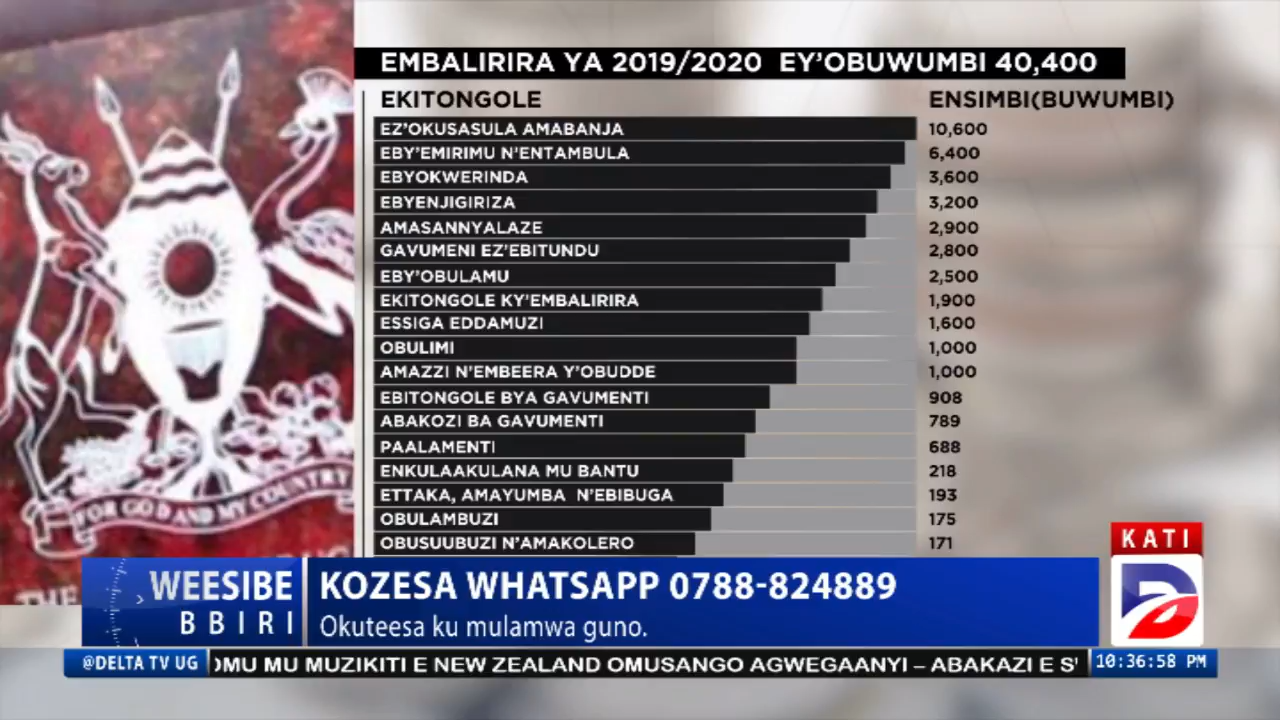 EMBALIRIRA YA 2019/2020 EY'OBUWUMBI 40,400
EKITONGOLE ENSIMBI(BUWUMBI)
EZ'OKUSASULA AMABANJA 10,600
EBY'EMIRIMU N'ENTAMBULA 6,400
EBYOKWERINDA 3,600
EBYENJIGIRIZA 3,200
AMASANNYALAZE 2,900
GAVUMENI EZ'EBITUNDU 2,800
EBY'OBULAMU 2,500
EKITONGOLE KY'EMBALIRIRA 1,900
ESSIGA EDDAMUZI 1,600
OBULIMI 1,000
AMAZZI N'EMBEERA Y'OBUDDE 1,000
EBITONGOLE BYA GAVUMENTI 908
ABAKOZI BA GAVUMENTI 789
PAALAMENTI 688
ENKULAAKULANA MU BANTU 218
ETTAKA, AMAYUMBA N'EBIBUGA 193
OBULAMBUZI 175
OBUSUUBUZI N'AMAKOLERO 171
FOR GOD AND MY COUNTRY
THE
KATI
WEESIBE
BBIRI
KOZESA WHATSAPP 0788-824889
Okuteesa ku mulamwa guno.
@DELTA TV UG
MU MUZIKITI E NEW ZEALAND OMUSANGO AGWEGAANYI – ABAKAZI E
10:36:58 PM